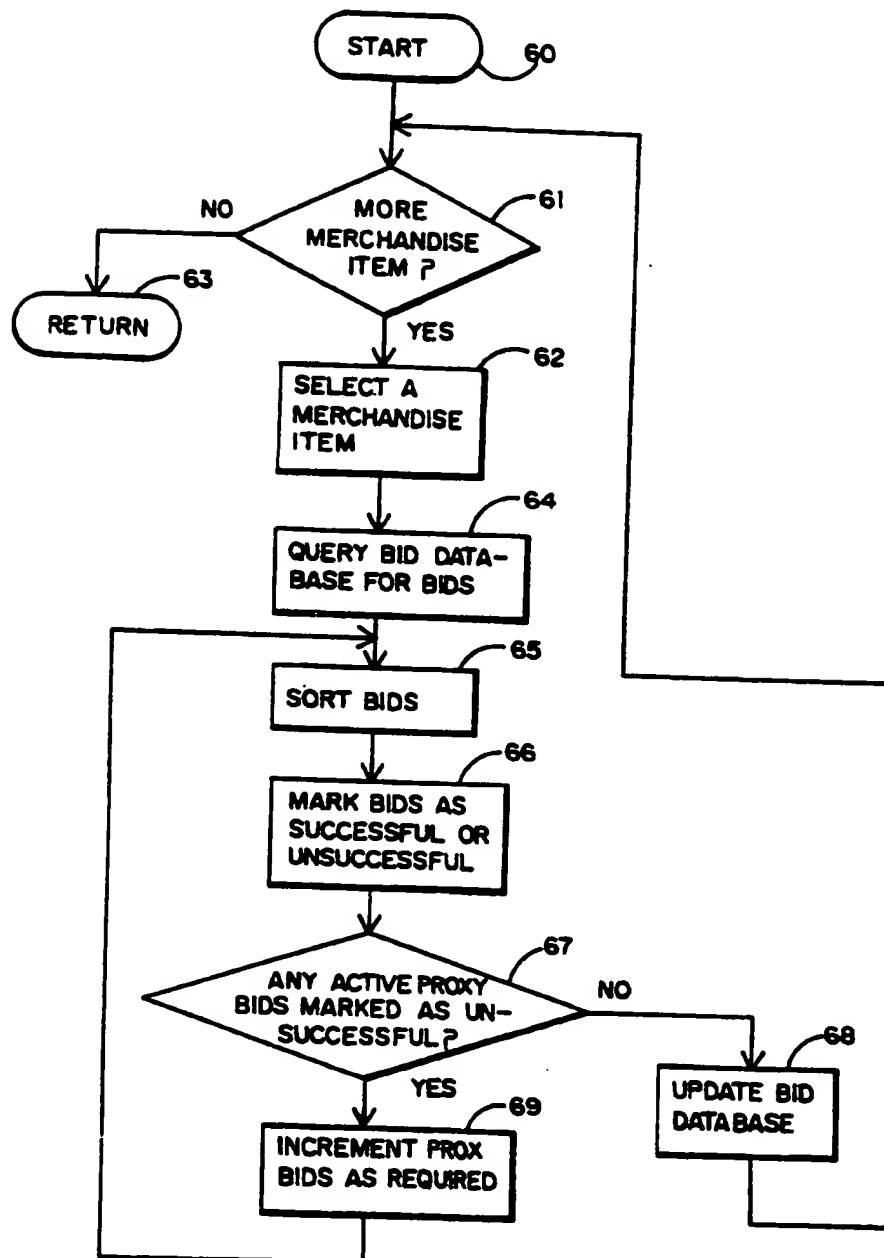 START
60
MORE
MERCHANDISE
ITEM ?
61
NO
63
RETURN
YES
62
SELECT A
MERCHANDISE
ITEM
64
QUERY BID DATA-
BASE FOR BIDS
65
SORT BIDS
66
MARK BIDS AS
SUCCESSFUL OR
UNSUCCESSFUL
67
ANY ACTIVE PROXY
BIDS MARKED AS UN-
SUCCESSFUL?
NO
68
UPDATE BID
DATABASE
YES
69
INCREMENT PROX
BIDS AS REQUIRED